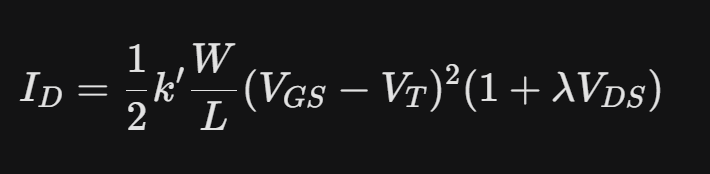 I_D = \frac{1}{2} k' \frac{W}{L} (V_{GS} - V_T)^2 (1 + \lambda V_{DS})